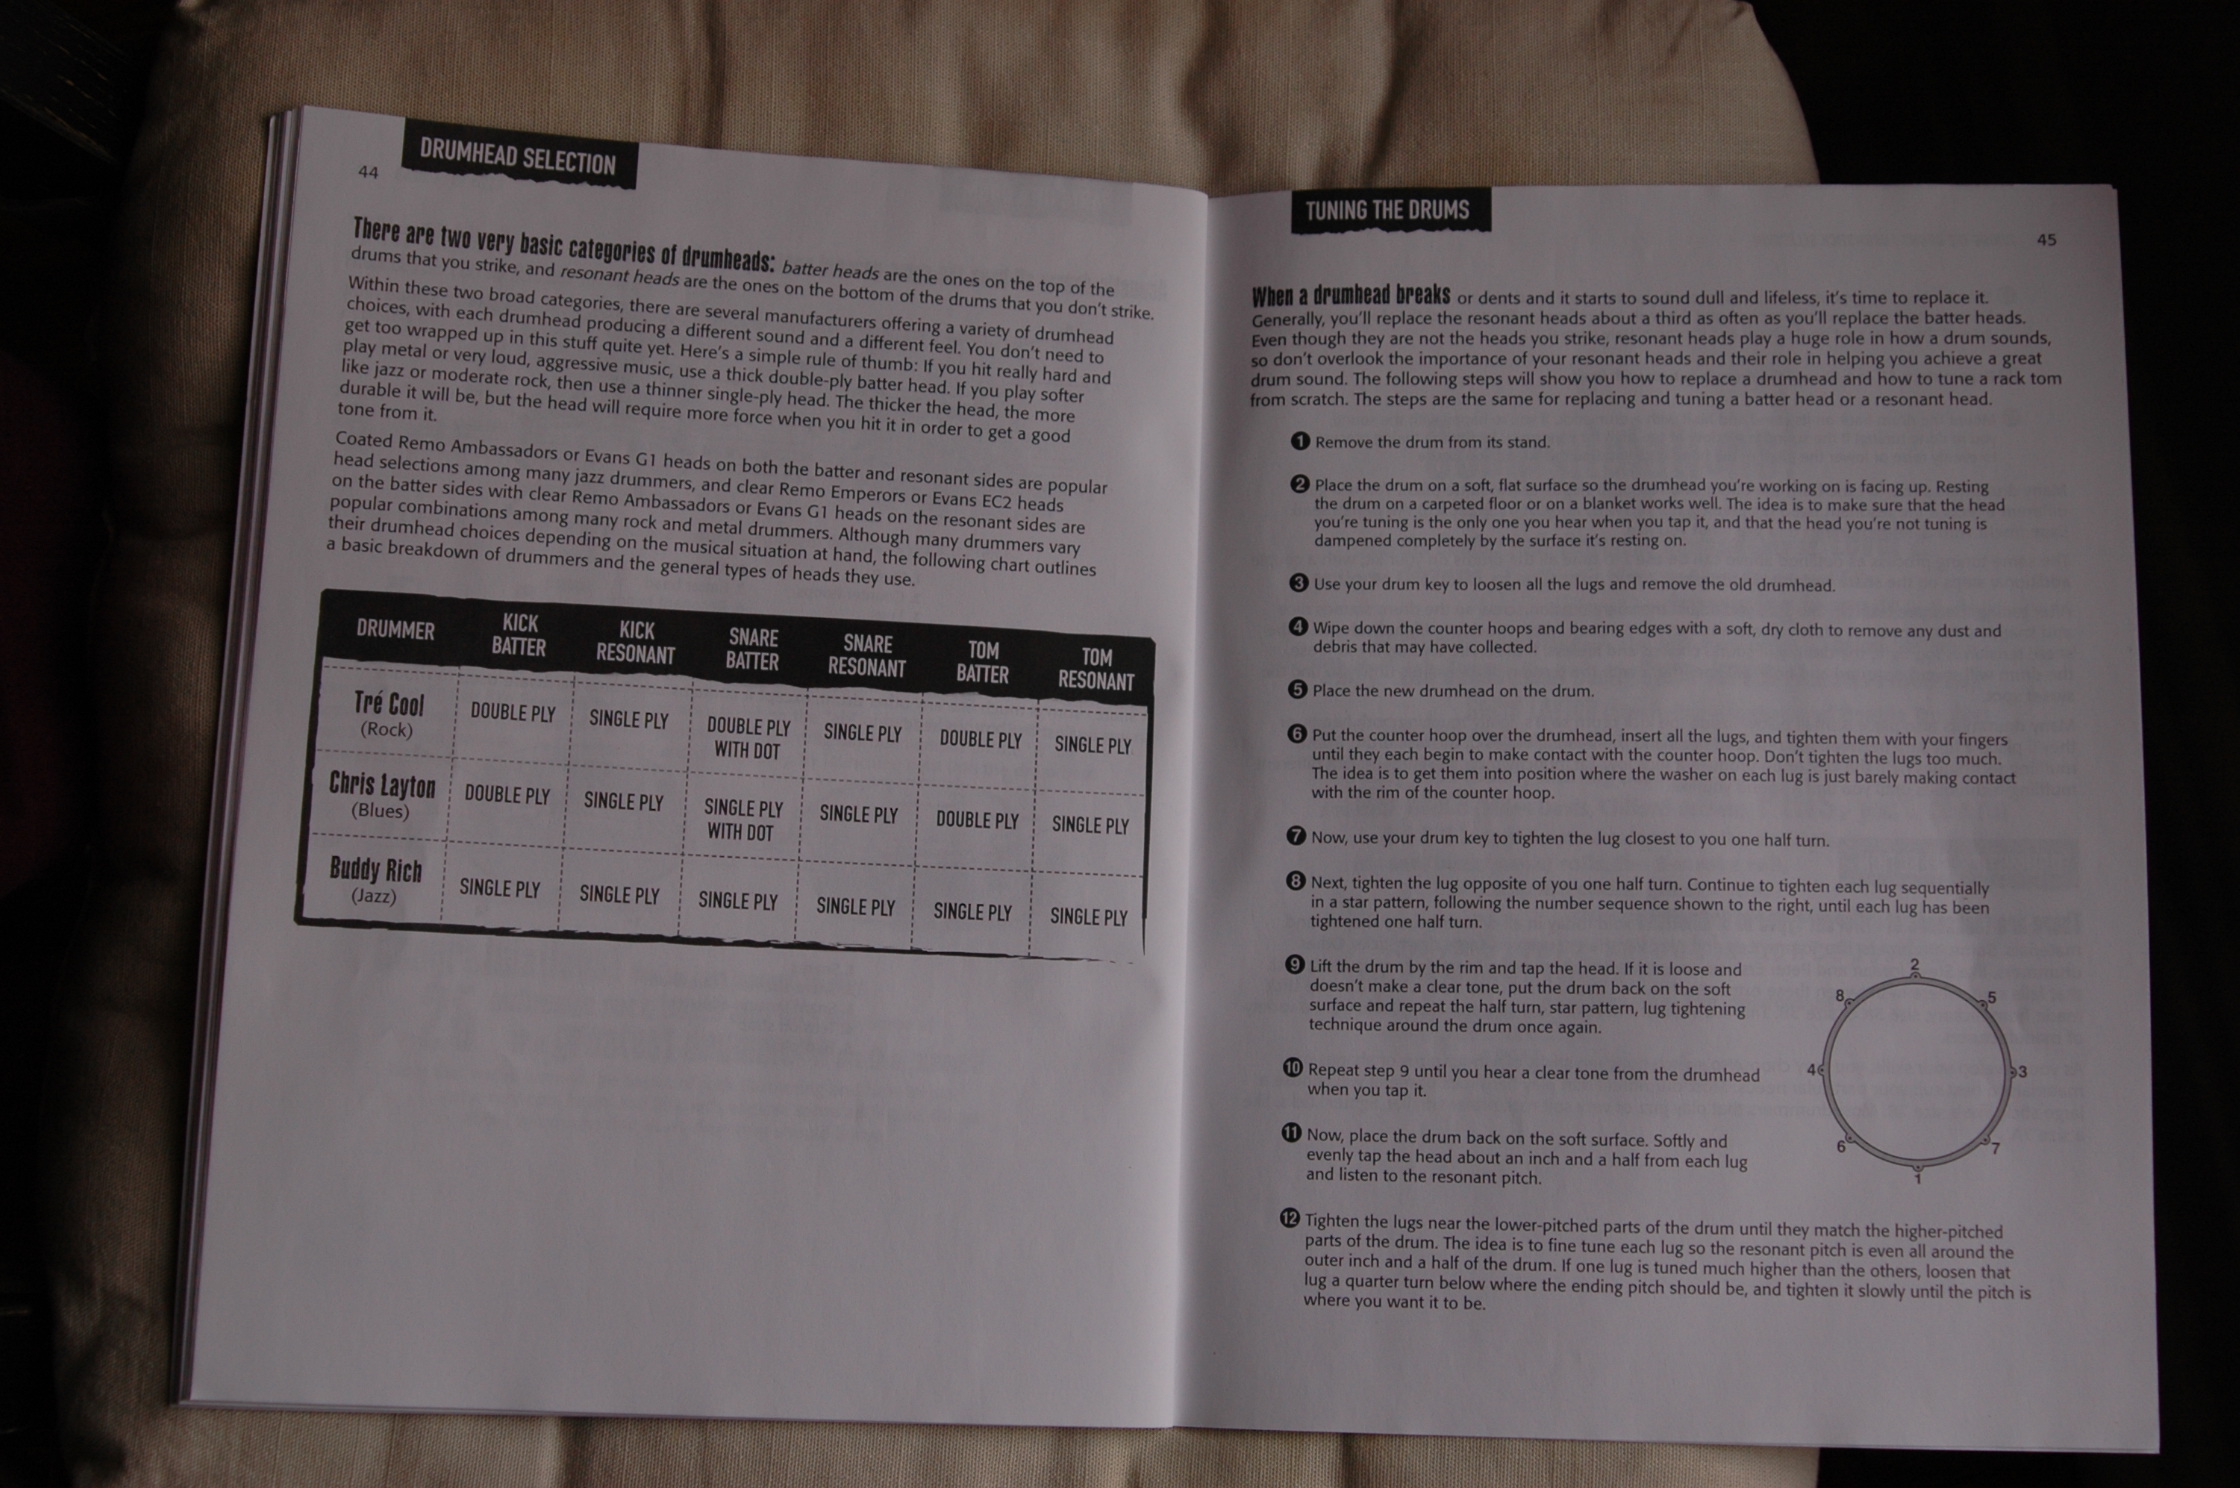 DRUMHEAD SELECTION
44
There are two very basic categories of drumheads: batter heads are the ones on the top of the
drums that you strike, and resonant heads are the ones on the bottom of the drums that you don't strike.
Within these two broad categories, there are several manufacturers offering a variety of drumhead
choices, with each drumhead producing a different sound and a different feel. You don't need to
get too wrapped up in this stuff quite yet. Here's a simple rule of thumb: If you hit really hard and
play metal or very loud, aggressive music, use a thick double-ply batter head. If you play softer
like jazz or moderate rock, then use a thinner single-ply head. The thicker the head, the more
durable it will be, but the head will require more force when you hit it in order to get a good
tone from it.
Coated Remo Ambassadors or Evans G1 heads on both the batter and resonant sides are popular
head selections among many jazz drummers, and clear Remo Emperors or Evans EC2 heads
on the batter sides with clear Remo Ambassadors or Evans G1 heads on the resonant sides are
popular combinations among many rock and metal drummers. Although many drummers vary
their drumhead choices depending on the musical situation at hand, the following chart outlines
a basic breakdown of drummers and the general types of heads they use.
DRUMMER KICK BATTER KICK RESONANT SNARE BATTER SNARE RESONANT TOM BATTER TOM RESONANT
Tré Cool (Rock) DOUBLE PLY SINGLE PLY DOUBLE PLY WITH DOT SINGLE PLY DOUBLE PLY SINGLE PLY
Chris Layton (Blues) DOUBLE PLY SINGLE PLY SINGLE PLY WITH DOT SINGLE PLY DOUBLE PLY SINGLE PLY
Buddy Rich (Jazz) SINGLE PLY SINGLE PLY SINGLE PLY SINGLE PLY SINGLE PLY SINGLE PLY
TUNING THE DRUMS
45
When a drumhead breaks or dents and it starts to sound dull and lifeless, it's time to replace it.
Generally, you'll replace the resonant heads about a third as often as you'll replace the batter heads.
Even though they are not the heads you strike, resonant heads play a huge role in how a drum sounds,
so don't overlook the importance of your resonant heads and their role in helping you achieve a great
drum sound. The following steps will show you how to replace a drumhead and how to tune a rack tom
from scratch. The steps are the same for replacing and tuning a batter head or a resonant head.
1 Remove the drum from its stand.
2 Place the drum on a soft, flat surface so the drumhead you're working on is facing up. Resting
the drum on a carpeted floor or on a blanket works well. The idea is to make sure that the head
you're tuning is the only one you hear when you tap it, and that the head you're not tuning is
dampened completely by the surface it's resting on.
3 Use your drum key to loosen all the lugs and remove the old drumhead.
4 Wipe down the counter hoops and bearing edges with a soft, dry cloth to remove any dust and
debris that may have collected.
5 Place the new drumhead on the drum.
6 Put the counter hoop over the drumhead, insert all the lugs, and tighten them with your fingers
until they each begin to make contact with the counter hoop. Don't tighten the lugs too much.
The idea is to get them into position where the washer on each lug is just barely making contact
with the rim of the counter hoop.
7 Now, use your drum key to tighten the lug closest to you one half turn.
8 Next, tighten the lug opposite of you one half turn. Continue to tighten each lug sequentially
in a star pattern, following the number sequence shown to the right, until each lug has been
tightened one half turn.
9 Lift the drum by the rim and tap the head. If it is loose and
doesn't make a clear tone, put the drum back on the soft
surface and repeat the half turn, star pattern, lug tightening
technique around the drum once again.
10 Repeat step 9 until you hear a clear tone from the drumhead
when you tap it.
11 Now, place the drum back on the soft surface. Softly and
evenly tap the head about an inch and a half from each lug
and listen to the resonant pitch.
2
8 5
4 3
6 7
1
12 Tighten the lugs near the lower-pitched parts of the drum until they match the higher-pitched
parts of the drum. The idea is to fine tune each lug so the resonant pitch is even all around the
outer inch and a half of the drum. If one lug is tuned much higher than the others, loosen that
lug a quarter turn below where the ending pitch should be, and tighten it slowly until the pitch is
where you want it to be.